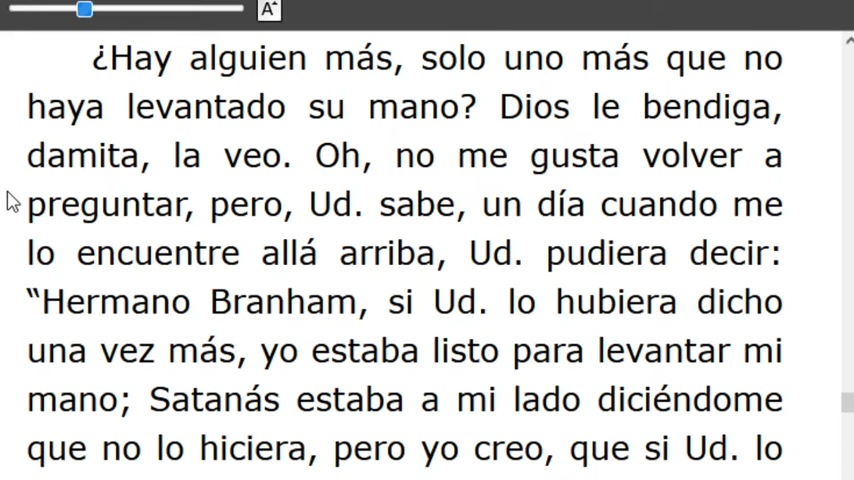 A
¿Hay alguien más, solo uno más que no
haya levantado su mano? Dios le bendiga,
damita, la veo. Oh, no me gusta volver a
preguntar, pero, Ud. sabe, un día cuando me
lo encuentre allá arriba, Ud. pudiera decir:
“Hermano Branham, si Ud. lo hubiera dicho
una vez más, yo estaba listo para levantar mi
mano; Satanás estaba a mi lado diciéndome
que no lo hiciera, pero yo creo, que si Ud. lo